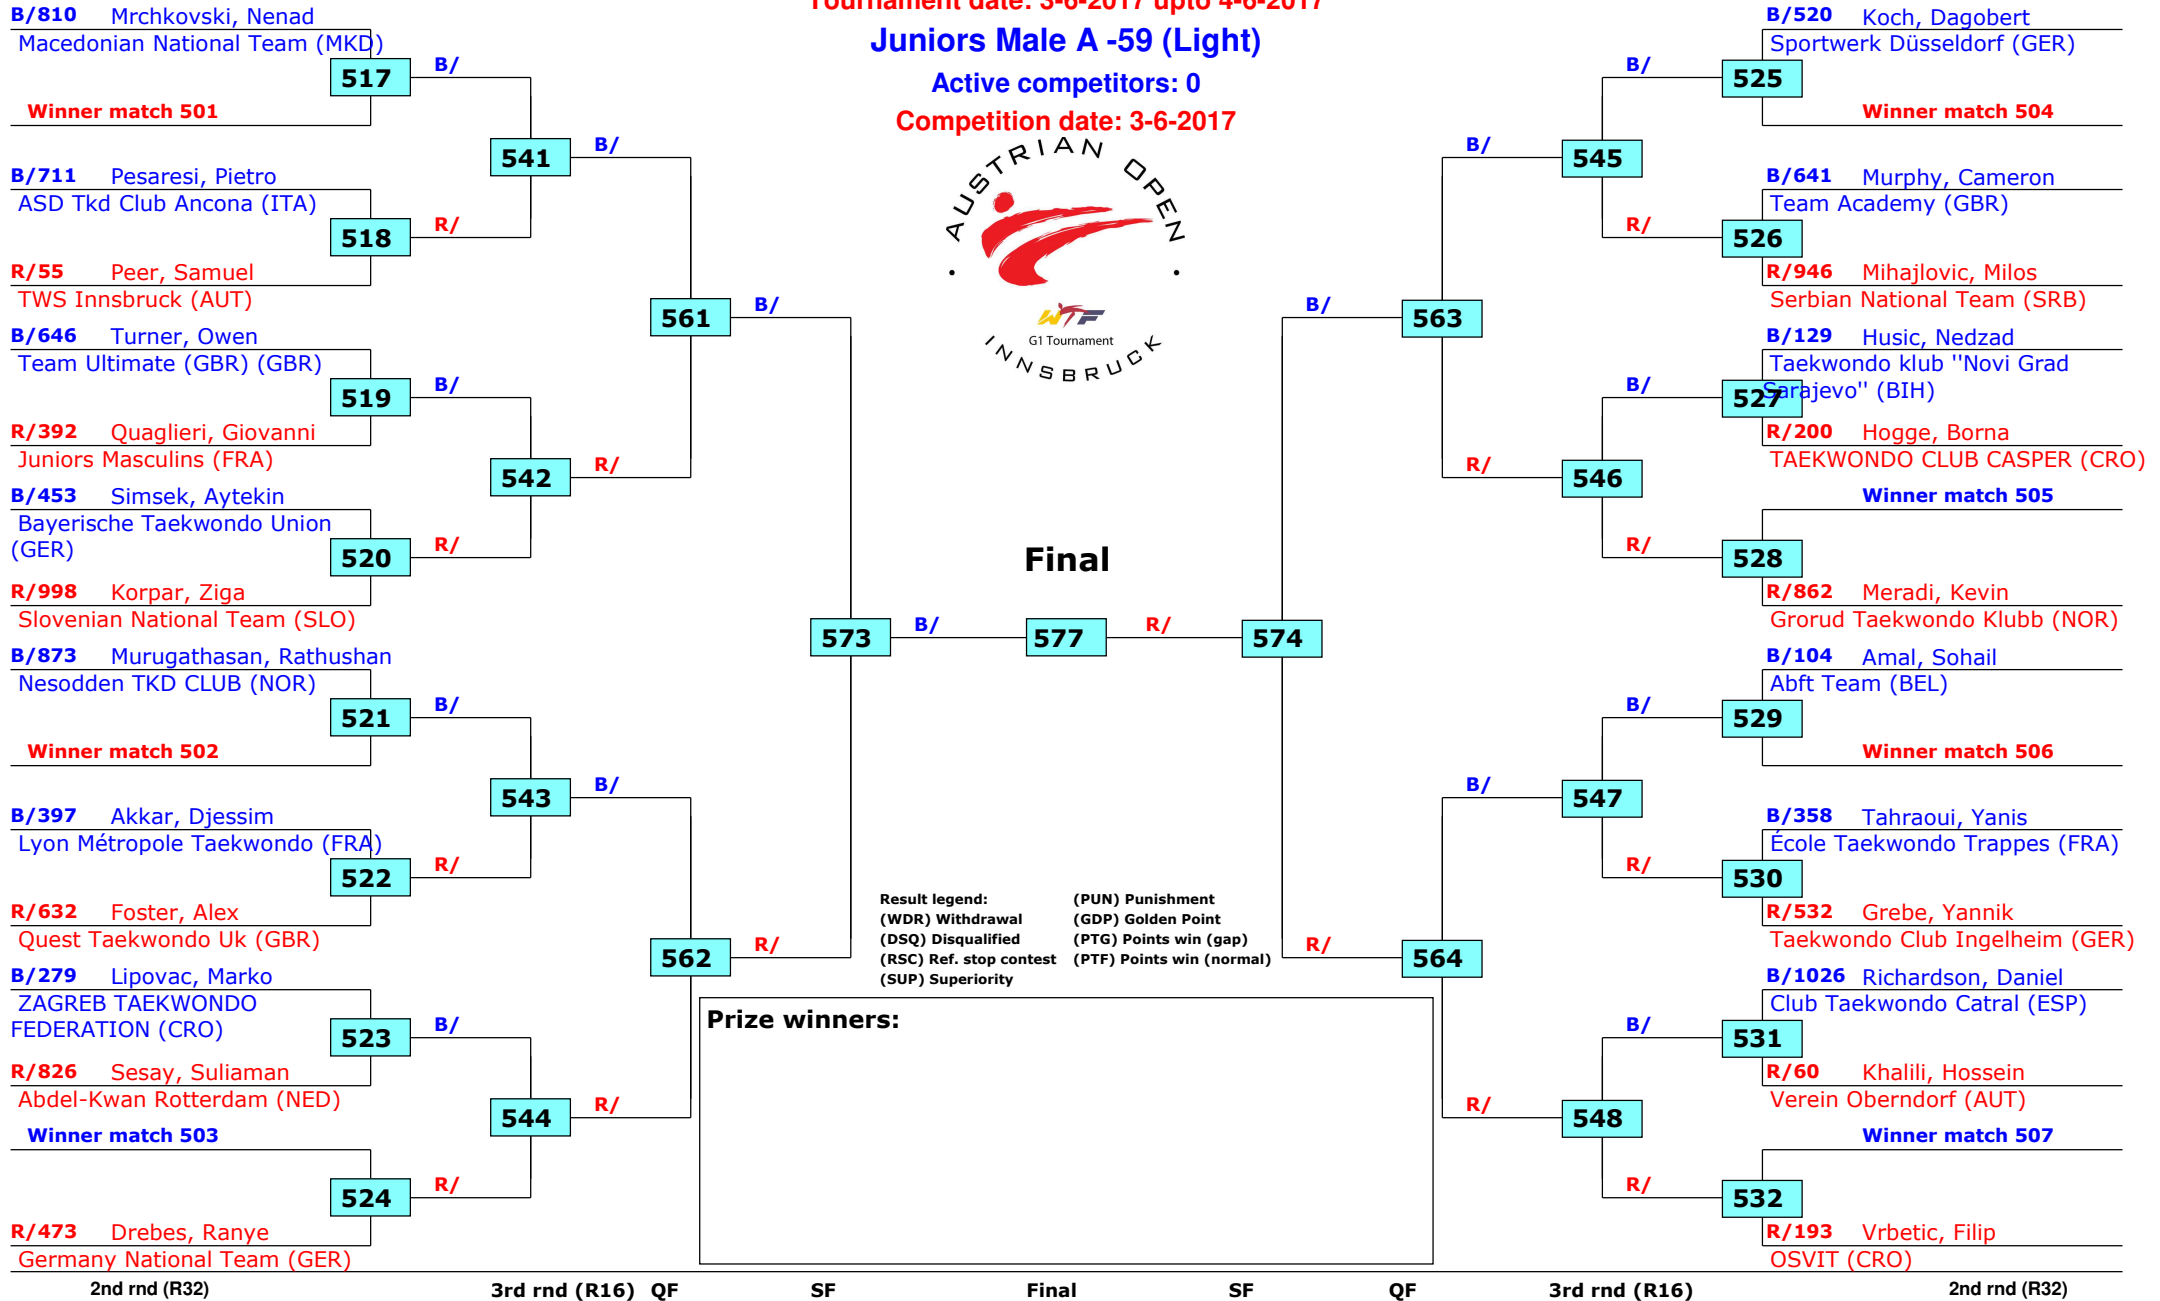 Tournament date: 3-6-2017 upto 4-6-2017
Juniors Male A -59 (Light)
Active competitors: 0
Competition date: 3-6-2017
AUSTRIAN OPEN
WTF
G1 Tournament
INNSBRUCK
B/810 Mrchkovski, Nenad
Macedonian National Team (MKD)
517
B/
Winner match 501
541
B/
B/711 Pesaresi, Pietro
ASD Tkd Club Ancona (ITA)
518
R/
R/55 Peer, Samuel
TWS Innsbruck (AUT)
561
B/
B/646 Turner, Owen
Team Ultimate (GBR) (GBR)
519
B/
R/392 Quaglieri, Giovanni
Juniors Masculins (FRA)
542
R/
B/453 Simsek, Aytekin
Bayerische Taekwondo Union
(GER)
520
R/
R/998 Korpar, Ziga
Slovenian National Team (SLO)
573
B/
B/873 Murugathasan, Rathushan
Nesodden TKD CLUB (NOR)
521
B/
Winner match 502
543
B/
B/397 Akkar, Djessim
Lyon Métropole Taekwondo (FRA)
522
R/
R/632 Foster, Alex
Quest Taekwondo Uk (GBR)
562
R/
B/279 Lipovac, Marko
ZAGREB TAEKWONDO
FEDERATION (CRO)
523
B/
R/826 Sesay, Suliaman
Abdel-Kwan Rotterdam (NED)
544
R/
Winner match 503
524
R/
R/473 Drebes, Ranye
Germany National Team (GER)
Final
577
R/
574
B/520 Koch, Dagobert
Sportwerk Düsseldorf (GER)
B/
525
Winner match 504
B/
545
B/641 Murphy, Cameron
Team Academy (GBR)
R/
526
R/946 Mihajlovic, Milos
Serbian National Team (SRB)
B/
563
B/129 Husic, Nedzad
Taekwondo klub "Novi Grad
Sarajevo" (BIH)
B/
527
R/200 Hogge, Borna
TAEKWONDO CLUB CASPER (CRO)
R/
546
Winner match 505
R/
528
R/862 Meradi, Kevin
Grorud Taekwondo Klubb (NOR)
B/104 Amal, Sohail
Abft Team (BEL)
B/
529
Winner match 506
B/
547
B/358 Tahraoui, Yanis
École Taekwondo Trappes (FRA)
R/
530
R/532 Grebe, Yannik
Taekwondo Club Ingelheim (GER)
R/
564
B/1026 Richardson, Daniel
Club Taekwondo Catral (ESP)
B/
531
R/60 Khalili, Hossein
Verein Oberndorf (AUT)
R/
548
Winner match 507
R/
532
R/193 Vrbetic, Filip
OSVIT (CRO)
Result legend: (PUN) Punishment
(WDR) Withdrawal (GDP) Golden Point
(DSQ) Disqualified (PTG) Points win (gap)
(RSC) Ref. stop contest (PTF) Points win (normal)
(SUP) Superiority
Prize winners:
2nd rnd (R32) 3rd rnd (R16) QF SF Final SF QF 3rd rnd (R16) 2nd rnd (R32)